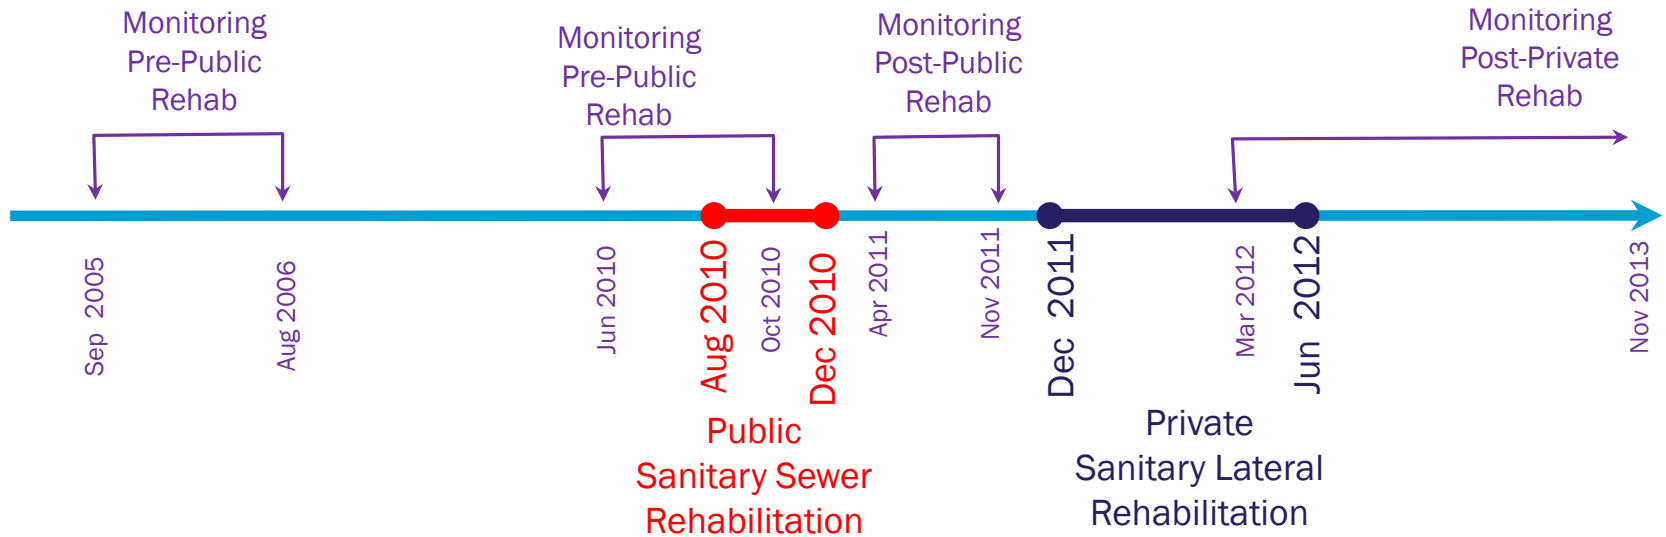 Monitoring
Pre-Public
Rehab
Monitoring
Pre-Public
Rehab
Monitoring
Post-Public
Rehab
Monitoring
Post-Private
Rehab
Sep 2005
Aug 2006
Jun 2010
Aug 2010
Oct 2010
Dec 2010
Apr 2011
Nov 2011
Dec 2011
Mar 2012
Jun 2012
Nov 2013
Public
Sanitary Sewer
Rehabilitation
Private
Sanitary Lateral
Rehabilitation